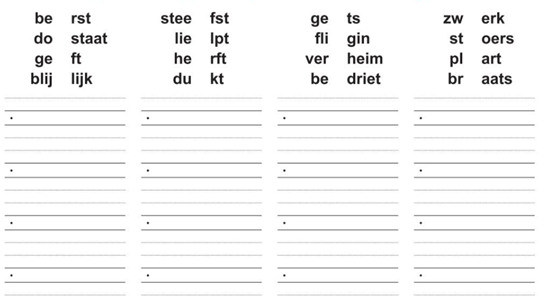 be rst stee fst ge ts zw erk
do staat lie lpt fli gin st oers
ge ft he rft ver heim pl art
blij lijk du kt be driet br aats